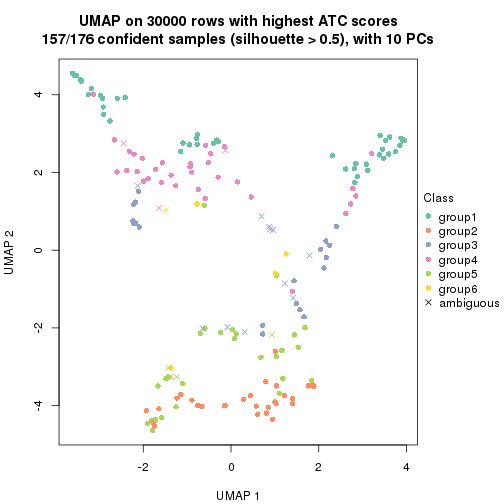 UMAP on 30000 rows with highest ATC scores
157/176 confident samples (silhouette > 0.5), with 10 PCs
UMAP 2
4
2
0
-2
-4
-2
0
2
4
UMAP 1
Class
group1
group2
group3
group4
group5
group6
ambiguous